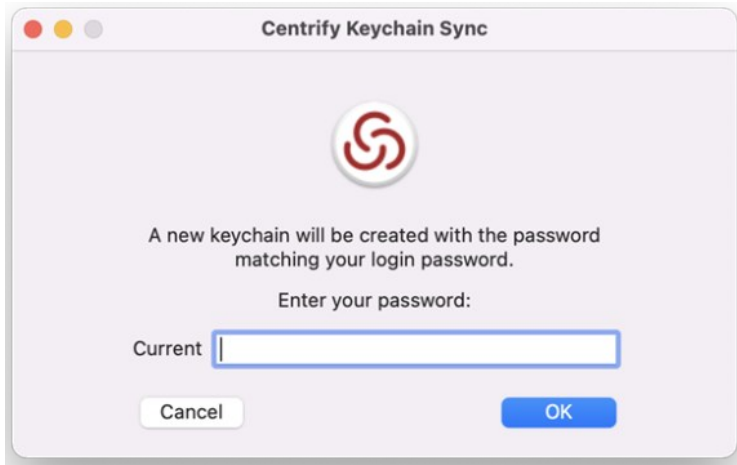 Centrify Keychain Sync
A new keychain will be created with the password
matching your login password.
Enter your password:
Current
Cancel
OK